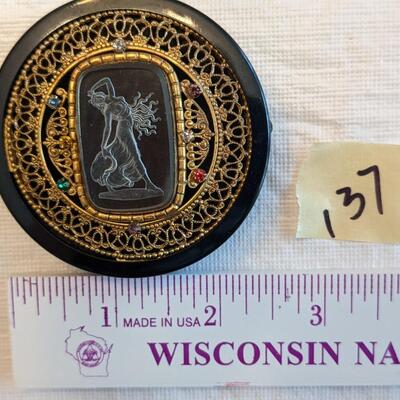 137
1 MADE IN USA 2 3
WISCONSIN NA